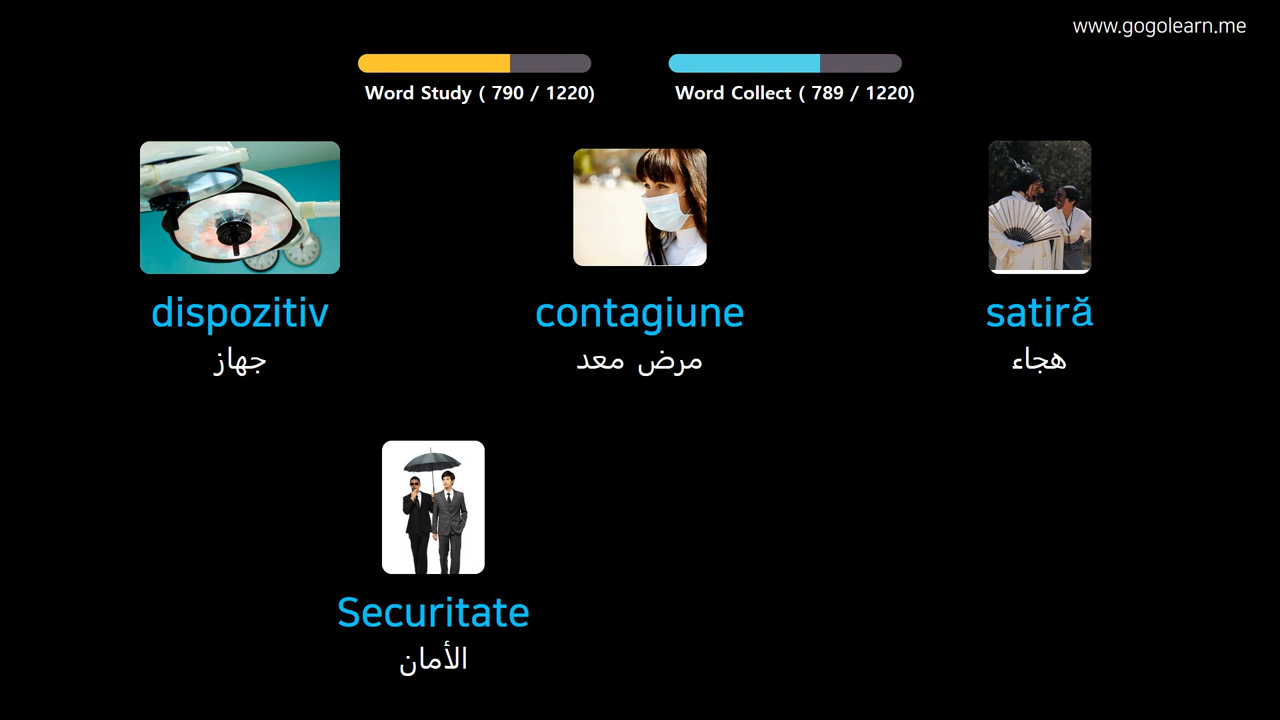 www.gogolearn.me
Word Study ( 790 / 1220)
Word Collect ( 789 / 1220)
dispozitiv
جهاز
contagiune
مرض معد
satiră
هجاء
Securitate
الأمان